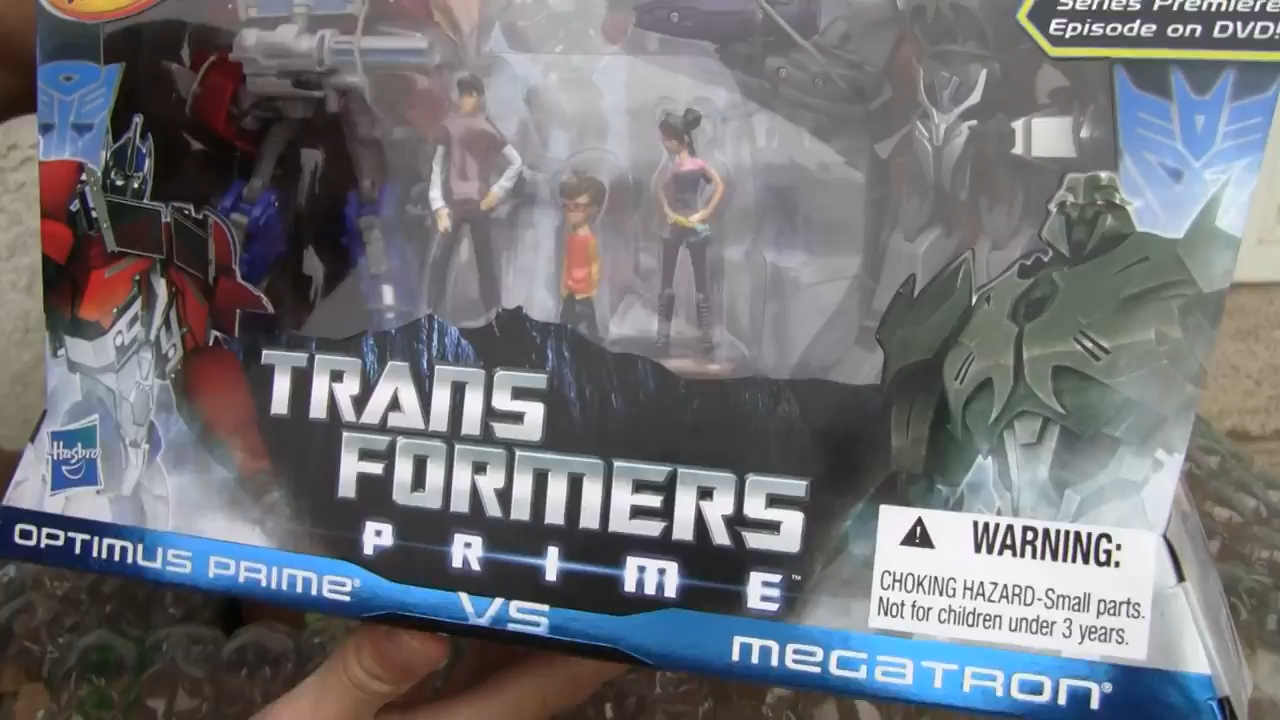 Series Premiere
Episode on DVD!
TRANS
FORMERS
PRIME™
Hasbro
OPTIMUS PRIME®
VS
MEGATRON®
WARNING:
CHOKING HAZARD-Small parts.
Not for children under 3 years.